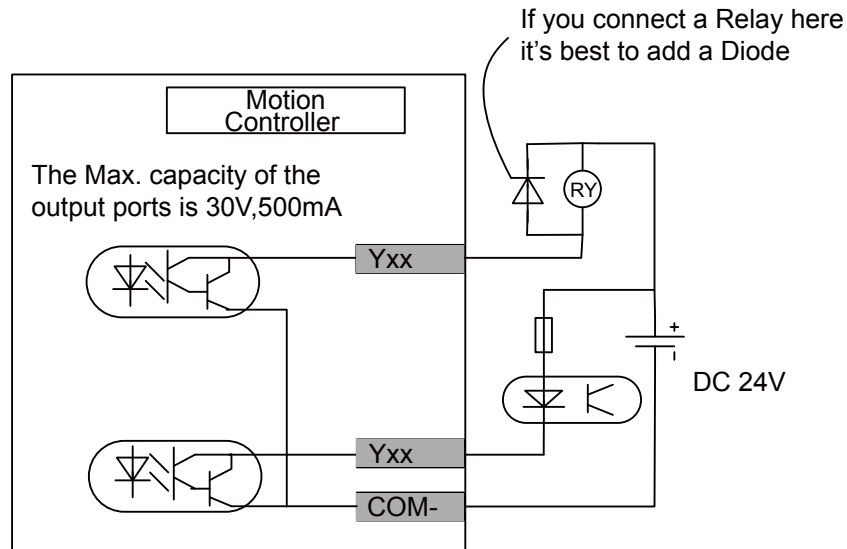 If you connect a Relay here
it's best to add a Diode
Motion
Controller
The Max. capacity of the
output ports is 30V,500mA
RY
Yxx
+
-
DC 24V
Yxx
COM-